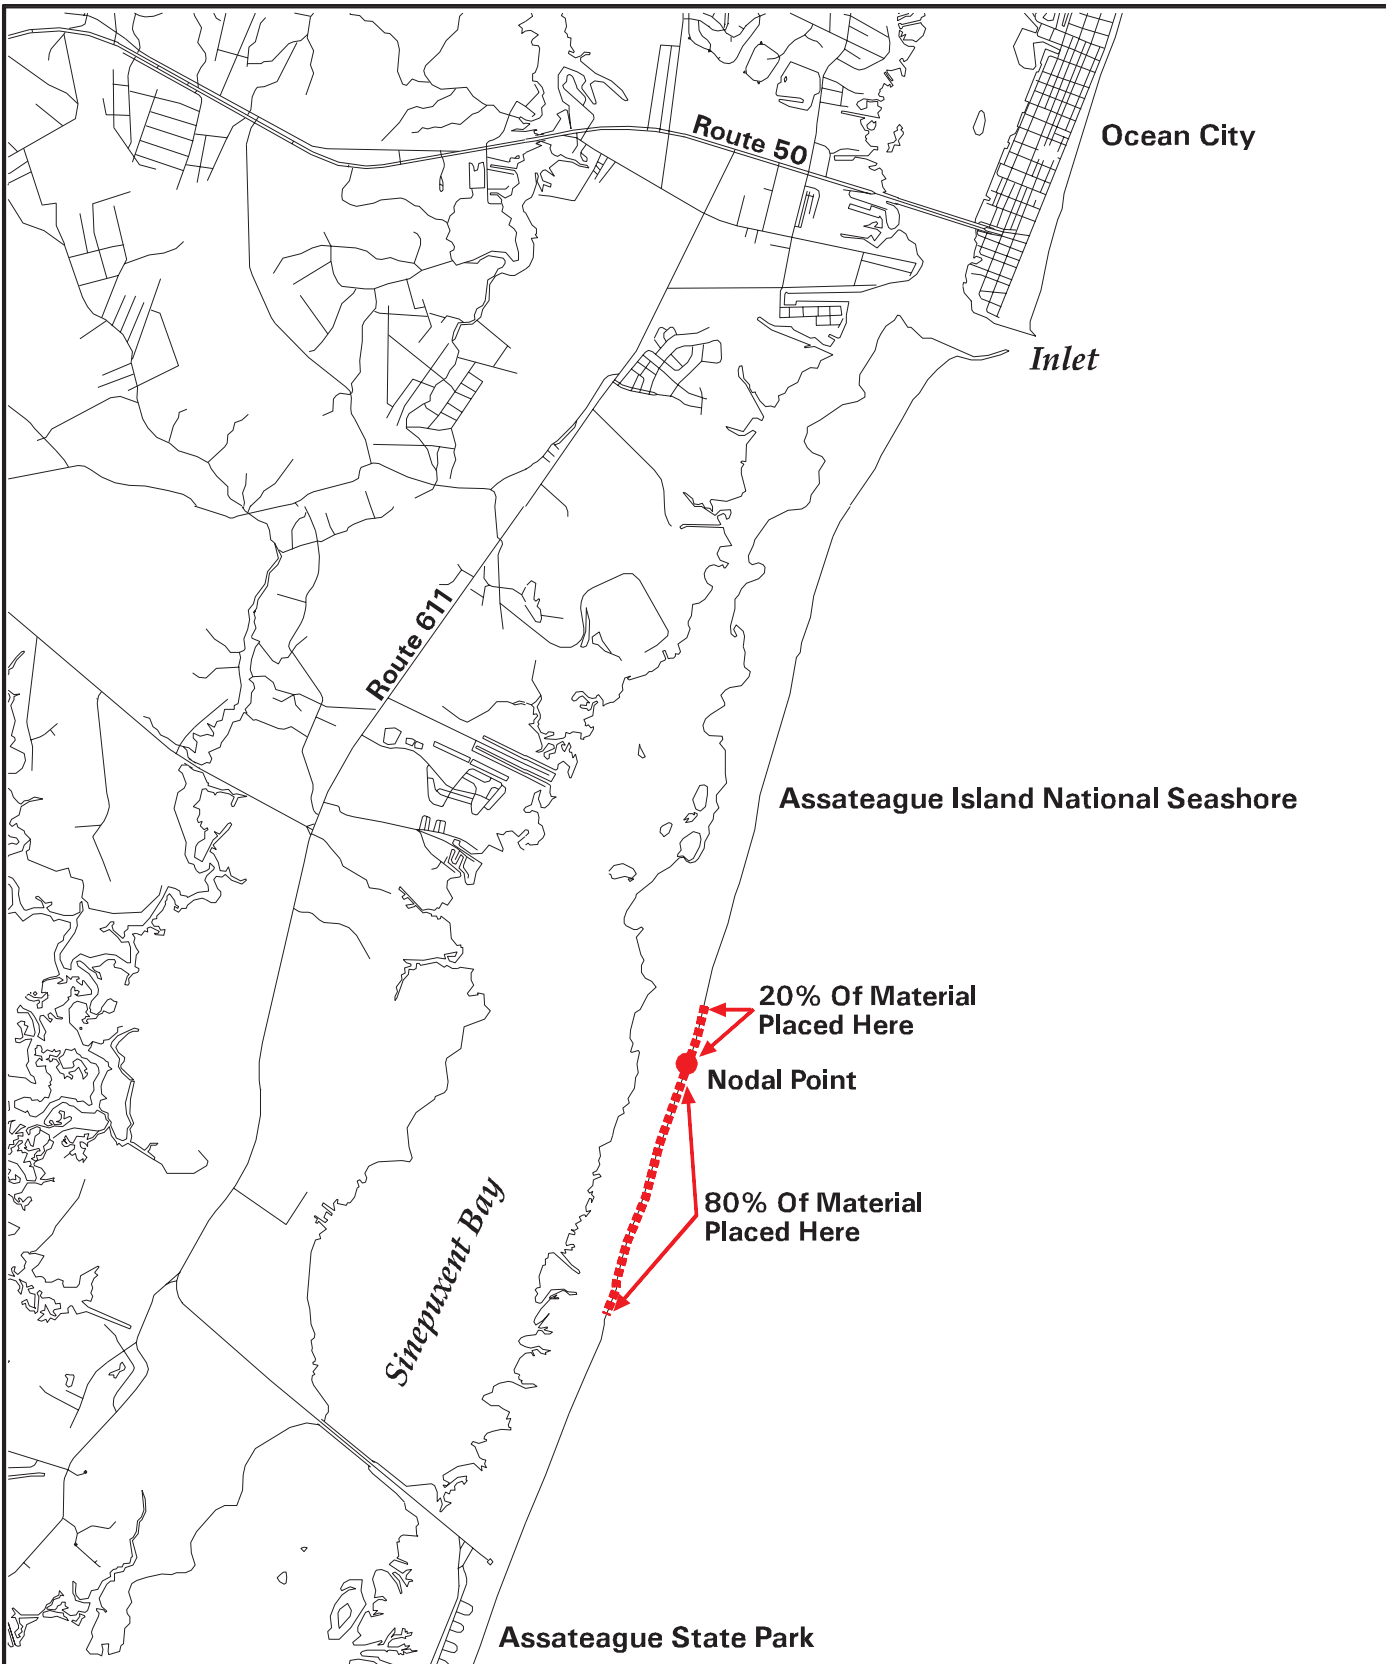 Route 50
Ocean City
Inlet
Route 611
Assateague Island National Seashore
20% Of Material
Placed Here
Nodal Point
80% Of Material
Placed Here
Sinepuxent Bay
Assateague State Park